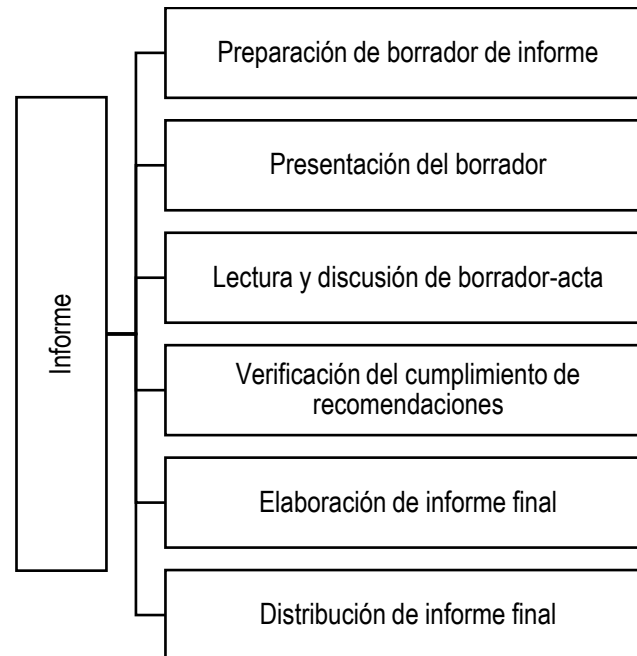 Informe
Preparación de borrador de informe
Presentación del borrador
Lectura y discusión de borrador-acta
Verificación del cumplimiento de
recomendaciones
Elaboración de informe final
Distribución de informe final